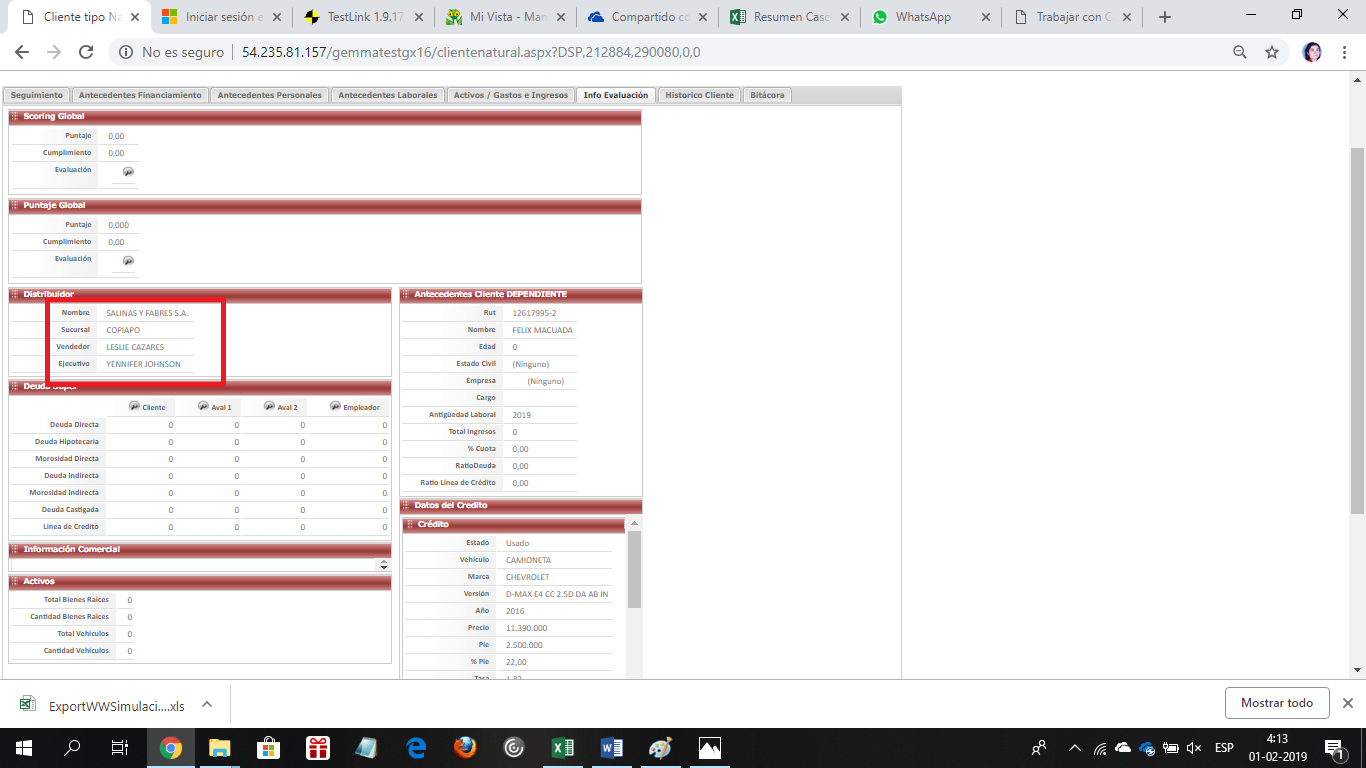 Cliente tipo Na
Iniciar sesión e
TestLink 1.9.17
Mi Vista - Man
Compartido co
Resumen Caso
WhatsApp
Trabajar con C
No es seguro
54.235.81.157/gemmatestgx16/clientenatural.aspx?DSP,212884,290080,0,0
Seguimiento
Antecedentes Financiamiento
Antecedentes Personales
Antecedentes Laborales
Activos / Gastos e Ingresos
Info Evaluación
Historico Cliente
Bitácora
Scoring Global
Puntaje 0,00
Cumplimiento 0,00
Evaluación
Puntaje Global
Puntaje 0,000
Cumplimiento 0,00
Evaluación
Distribuidor
Nombre SALINAS Y FABRES S.A.
Sucursal COPIAPO
Vendedor LESLIE CAZARES
Ejecutivo YENNIFER JOHNSON
Deuda Super
Cliente Aval 1 Aval 2 Empleador
Deuda Directa 0 0 0 0
Deuda Hipotecaria 0 0 0 0
Morosidad Directa 0 0 0 0
Deuda Indirecta 0 0 0 0
Morosidad Indirecta 0 0 0 0
Deuda Castigada 0 0 0 0
Linea de Credito 0 0 0 0
Información Comercial
Activos
Total Bienes Raíces 0
Cantidad Bienes Raíces 0
Total Vehículos 0
Cantidad Vehículos 0
Antecedentes Cliente DEPENDIENTE
Rut 12617995-2
Nombre FELIX MACUADA
Edad 0
Estado Civil (Ninguno)
Empresa (Ninguno)
Cargo
Antigüedad Laboral 2019
Total Ingresos 0
% Cuota 0,00
RatioDeuda 0,00
Ratio Linea de Crédito 0,00
Datos del Credito
Crédito
Estado Usado
Vehículo CAMIONETA
Marca CHEVROLET
Versión D-MAX E4 CC 2.5D DA AB IN
Año 2016
Precio 11.390.000
Pie 2.500.000
% Pie 22,00
Tasa 1,82
ExportWWSimulaci....xls
Mostrar todo
ESP
4:13
01-02-2019
1